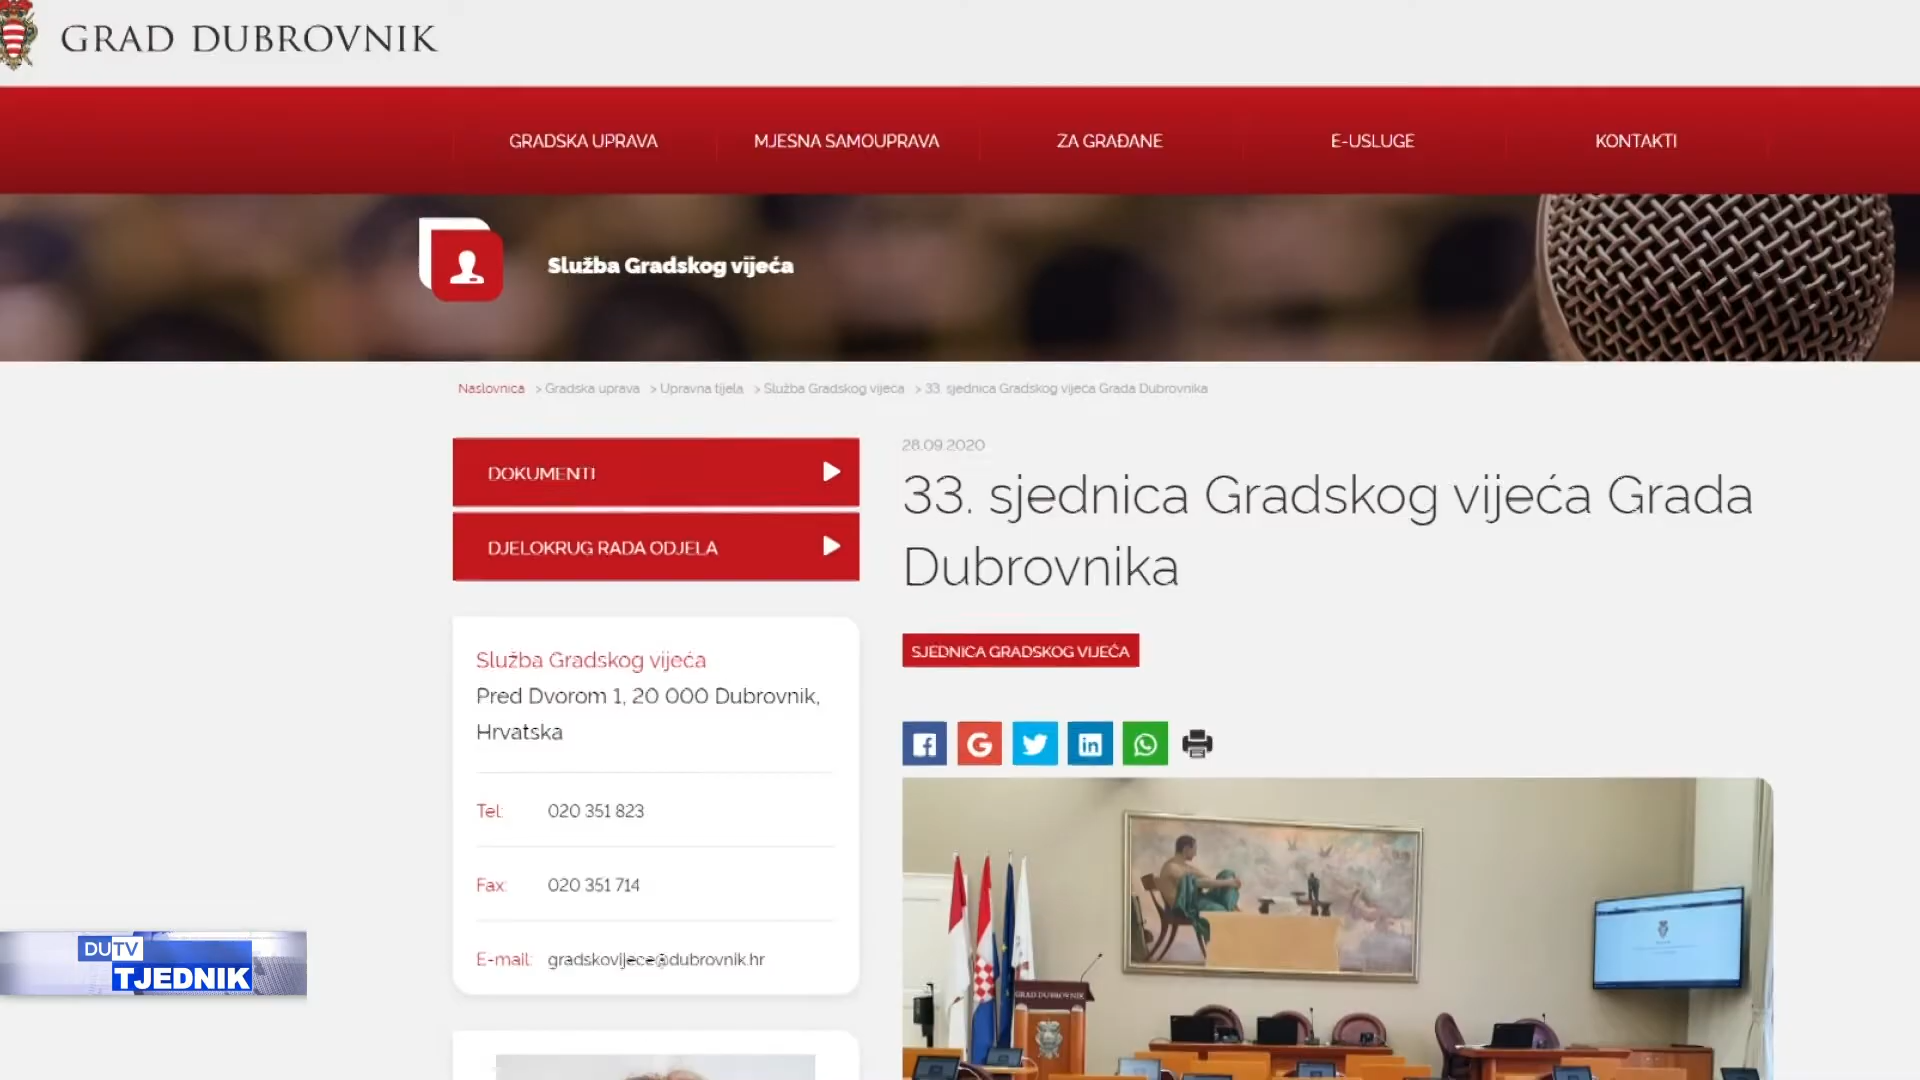 GRAD DUBROVNIK
GRADSKA UPRAVA
MJESNA SAMOUPRAVA
ZA GRAĐANE
E-USLUGE
KONTAKTI
Služba Gradskog vijeća
Naslovnica > Gradska uprava > Upravna tijela > Služba Gradskog vijeća > 33. sjednica Gradskog vijeća Grada Dubrovnika
DOKUMENTI
DJELOKRUG RADA ODJELA
Služba Gradskog vijeća
Pred Dvorom 1, 20 000 Dubrovnik,
Hrvatska
Tel: 020 351 823
Fax: 020 351 714
E-mail: gradskovijece@dubrovnik.hr
28.09.2020
33. sjednica Gradskog vijeća Grada
Dubrovnika
SJEDNICA GRADSKOG VIJEĆA
GRAD DUBROVNIK
DUTV
TJEDNIK